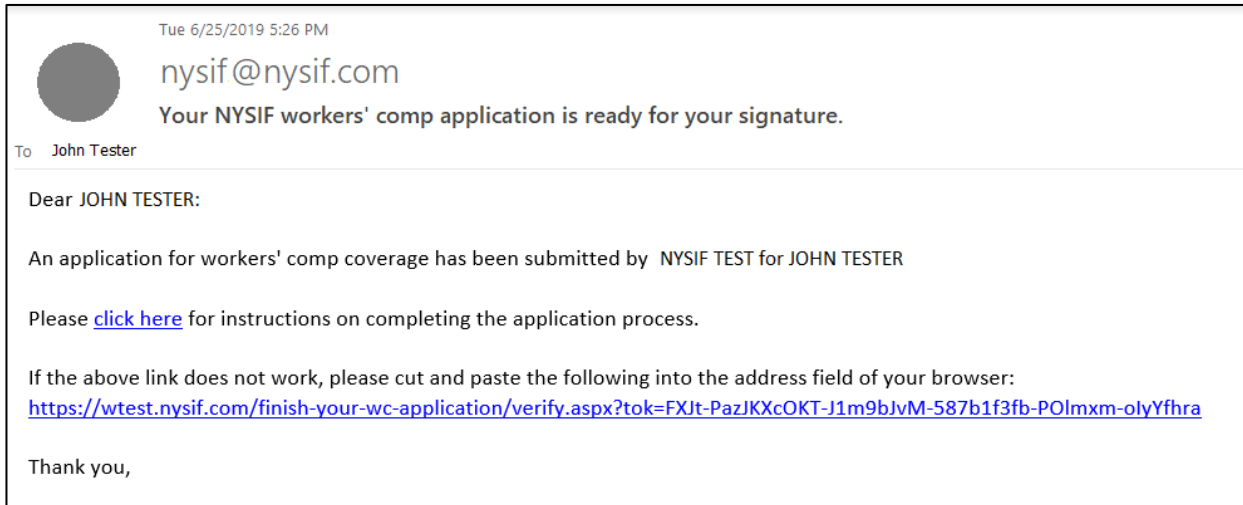 Tue 6/25/2019 5:26 PM
nysif@nysif.com
Your NYSIF workers' comp application is ready for your signature.
To John Tester
Dear JOHN TESTER:
An application for workers' comp coverage has been submitted by NYSIF TEST for JOHN TESTER
Please click here for instructions on completing the application process.
If the above link does not work, please cut and paste the following into the address field of your browser:
https://wtest.nysif.com/finish-your-wc-application/verify.aspx?tok=FXJt-PazJKXcOKT-J1m9bJvM-587b1f3fb-POlmxm-oIyYfhra
Thank you,